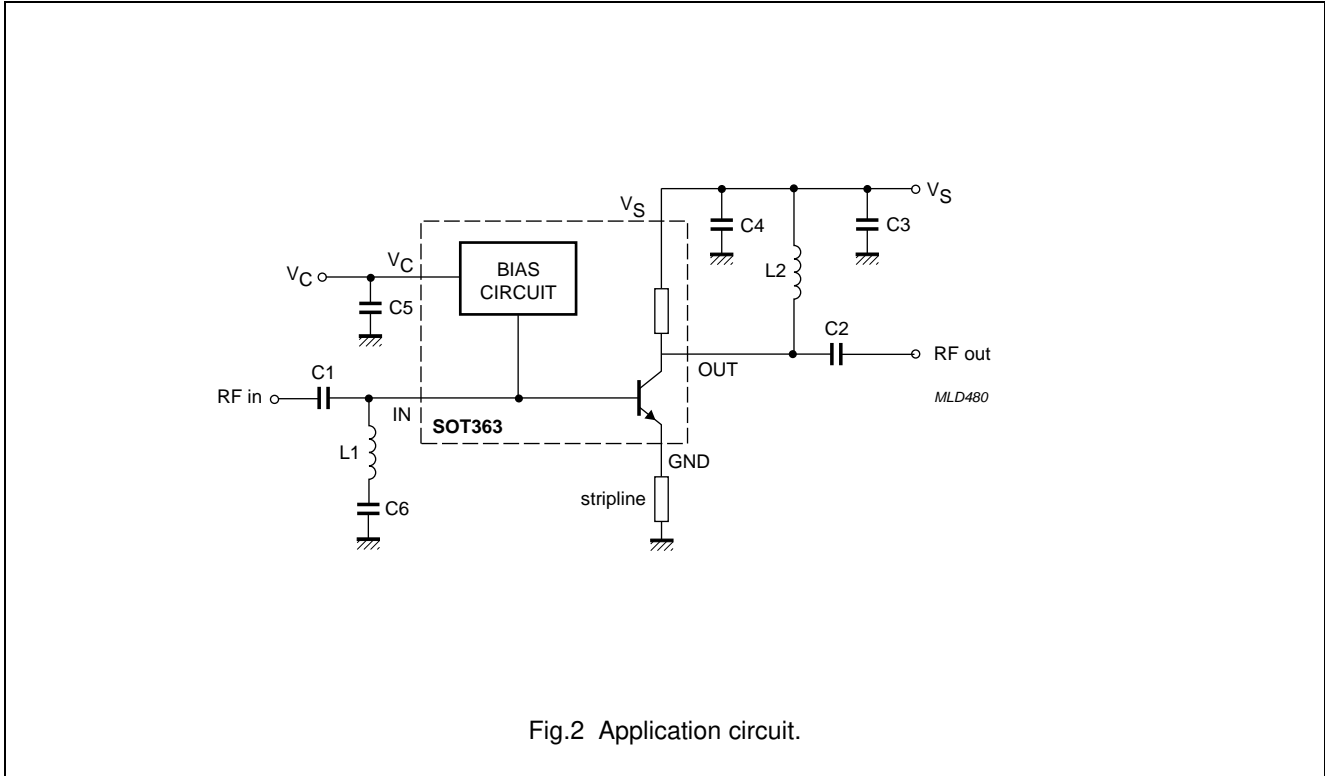 VS
VS
C4
C3
VC
VC
BIAS
CIRCUIT
L2
C5
C2
C1
OUT
RF out
RF in
IN
MLD480
SOT363
L1
GND
C6
stripline
Fig.2 Application circuit.